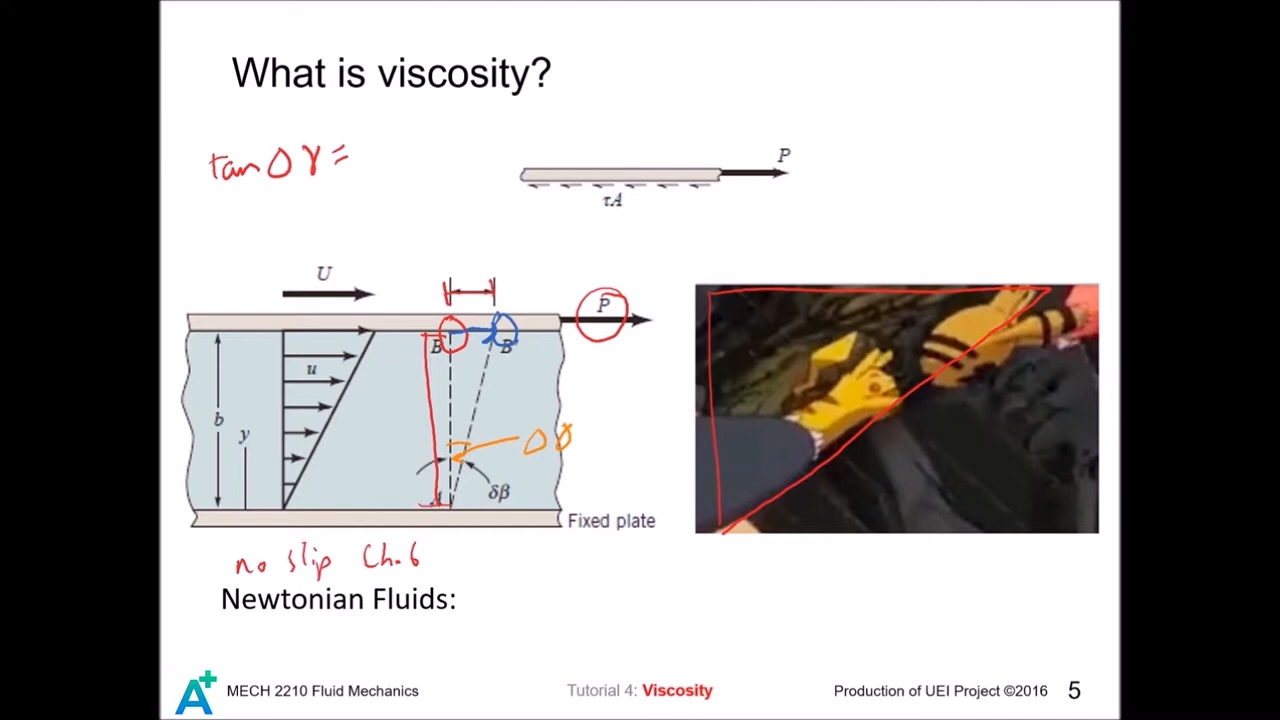 What is viscosity?
tan Δ γ =
P
τA
U
P
B
B'
u
b
y
Δ γ
A
δβ
Fixed plate
no slip Ch.6
Newtonian Fluids:
A+ MECH 2210 Fluid Mechanics
Tutorial 4: Viscosity
Production of UEI Project ©2016
5